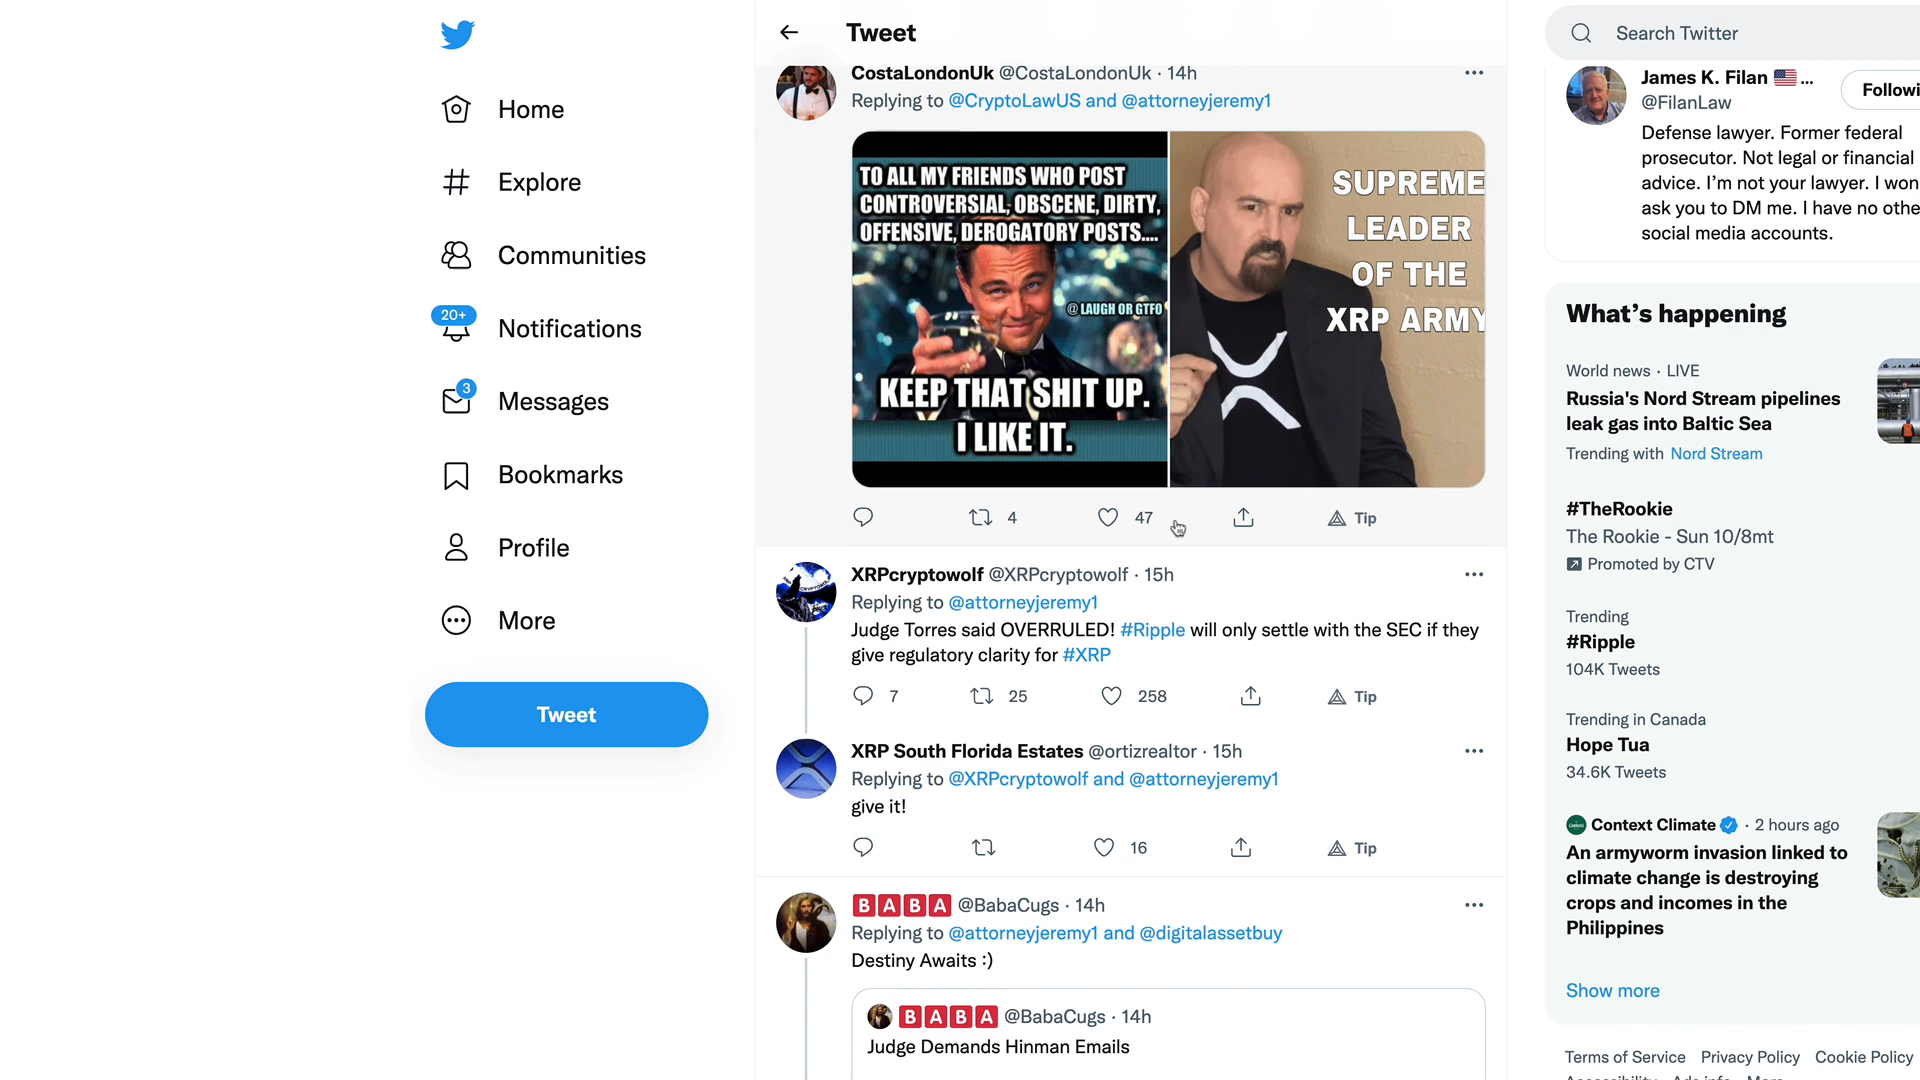 Home
Explore
Communities
20+
Notifications
3
Messages
Bookmarks
Profile
More
Tweet
Tweet
CostaLondonUk @CostaLondonUk · 14h
Replying to @CryptoLawUS and @attorneyjeremy1
TO ALL MY FRIENDS WHO POST
CONTROVERSIAL, OBSCENE, DIRTY,
OFFENSIVE, DEROGATORY POSTS....
@ LAUGH OR GTFO
KEEP THAT SHIT UP.
I LIKE IT.
SUPREME
LEADER
OF THE
XRP ARMY
4
47
Tip
XRPcryptowolf @XRPcryptowolf · 15h
Replying to @attorneyjeremy1
Judge Torres said OVERRULED! #Ripple will only settle with the SEC if they
give regulatory clarity for #XRP
7
25
258
Tip
XRP South Florida Estates @ortizrealtor · 15h
Replying to @XRPcryptowolf and @attorneyjeremy1
give it!
16
Tip
BABA @BabaCugs · 14h
Replying to @attorneyjeremy1 and @digitalassetbuy
Destiny Awaits :)
BABA @BabaCugs · 14h
Judge Demands Hinman Emails
Search Twitter
James K. Filan 🇺🇸 ...
Followi
@FilanLaw
Defense lawyer. Former federal
prosecutor. Not legal or financial
advice. I'm not your lawyer. I won
ask you to DM me. I have no othe
social media accounts.
What's happening
World news · LIVE
Russia's Nord Stream pipelines
leak gas into Baltic Sea
Trending with Nord Stream
#TheRookie
The Rookie - Sun 10/8mt
Promoted by CTV
Trending
#Ripple
104K Tweets
Trending in Canada
Hope Tua
34.6K Tweets
Context Climate · 2 hours ago
An armyworm invasion linked to
climate change is destroying
crops and incomes in the
Philippines
Show more
Terms of Service Privacy Policy Cookie Policy